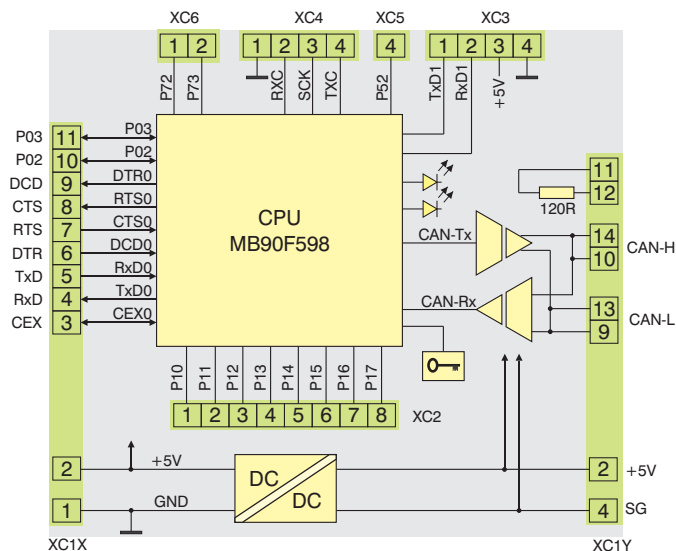 XC6 XC4 XC5 XC3
1 2 1 2 3 4 4 1 2 3 4
P72 P73 RXC SCK TXC P52 TxD1 RxD1 +5V
P03 11 P03
P02 10 P02
DCD 9 DTR0
CTS 8 RTS0
RTS 7 CTS0
DTR 6 DCD0
TxD 5 RxD0
RxD 4 TxD0
CEX 3 CEX0
CPU
MB90F598
11
12
120R
CAN-Tx 14 CAN-H
10
CAN-Rx 13 CAN-L
9
P10 P11 P12 P13 P14 P15 P16 P17
1 2 3 4 5 6 7 8 XC2
2 +5V DC 2 +5V
1 GND DC 4 SG
XC1X XC1Y